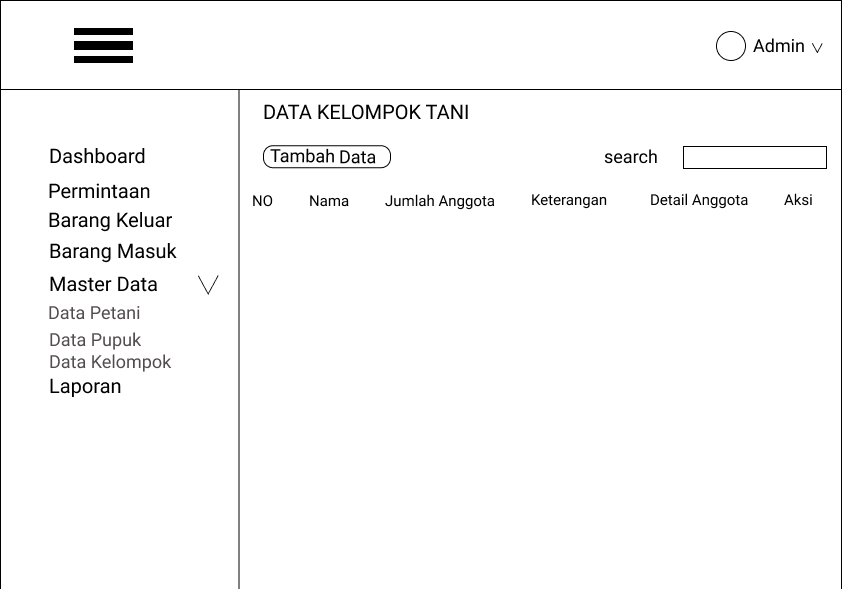 Admin
Dashboard
Permintaan
Barang Keluar
Barang Masuk
Master Data
Data Petani
Data Pupuk
Data Kelompok
Laporan
DATA KELOMPOK TANI
Tambah Data
search
NO Nama Jumlah Anggota Keterangan Detail Anggota Aksi